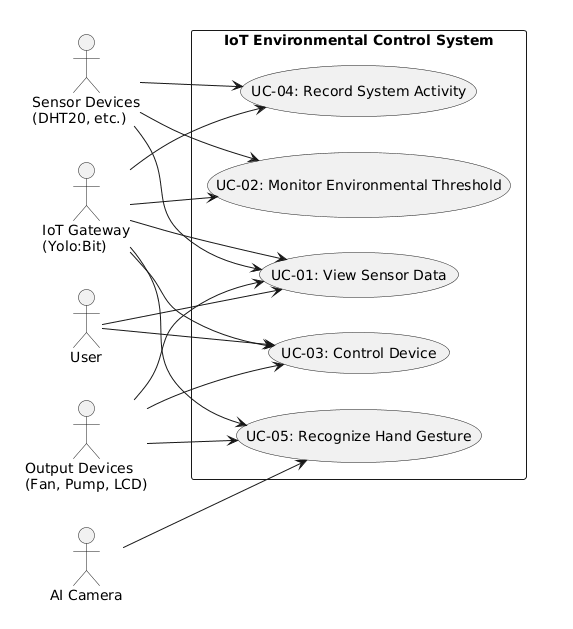 IoT Environmental Control System
Sensor Devices
(DHT20, etc.)
UC-04: Record System Activity
IoT Gateway
(Yolo:Bit)
UC-02: Monitor Environmental Threshold
UC-01: View Sensor Data
User
UC-03: Control Device
Output Devices
(Fan, Pump, LCD)
UC-05: Recognize Hand Gesture
AI Camera